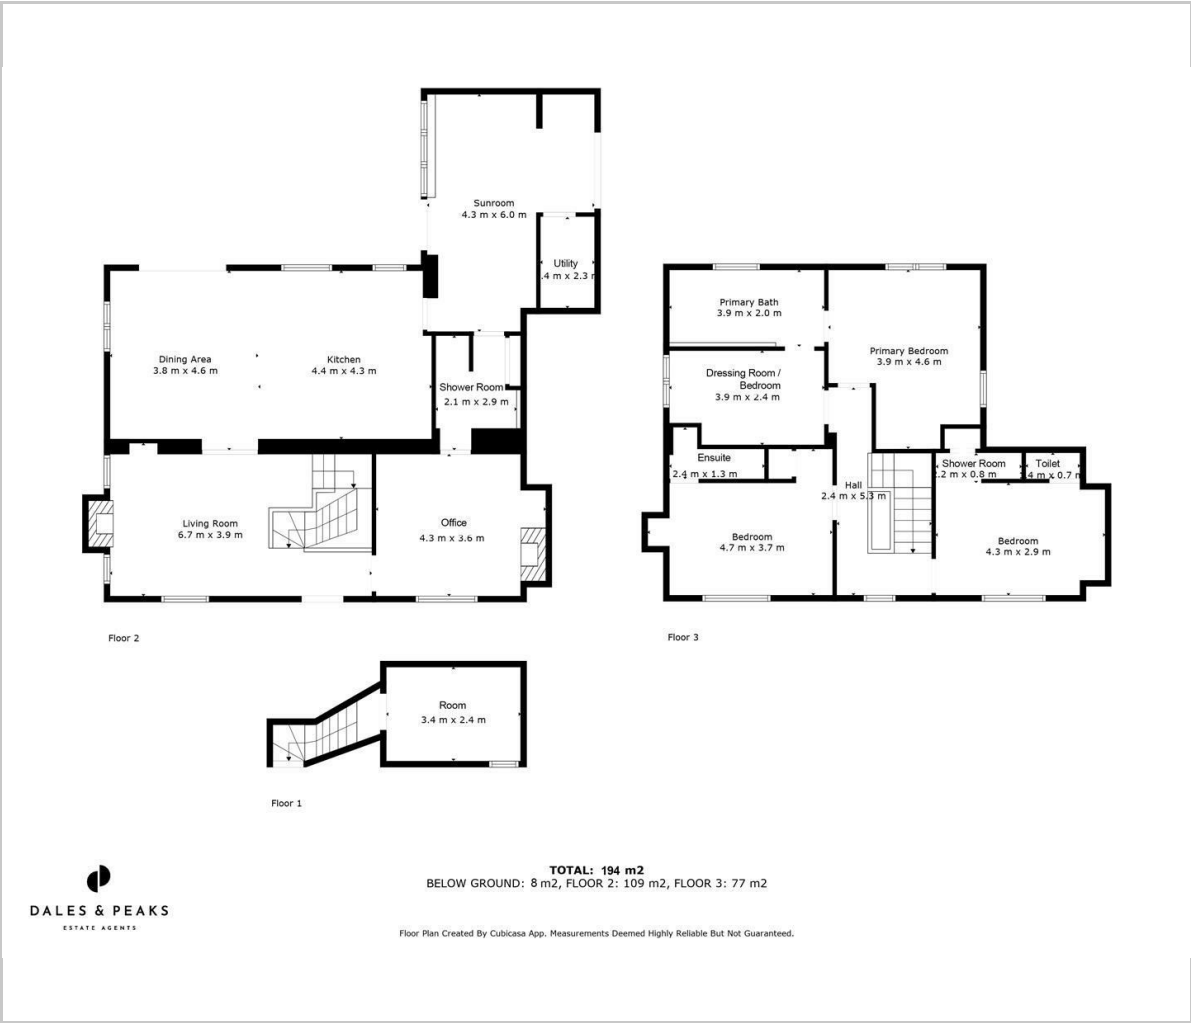 Sunroom
4.3 m x 6.0 m
Utility
.4 m x 2.3
Dining Area
3.8 m x 4.6 m
Kitchen
4.4 m x 4.3 m
Shower Room
2.1 m x 2.9 m
Living Room
6.7 m x 3.9 m
Office
4.3 m x 3.6 m
Floor 2
Primary Bath
3.9 m x 2.0 m
Primary Bedroom
3.9 m x 4.6 m
Dressing Room /
Bedroom
3.9 m x 2.4 m
Ensuite
2.4 m x 1.3 m
Shower Room
.2 m x 0.8 m
Toilet
.4 m x 0.7 m
Hall
2.4 m x 5.3 m
Bedroom
4.7 m x 3.7 m
Bedroom
4.3 m x 2.9 m
Floor 3
Room
3.4 m x 2.4 m
Floor 1
TOTAL: 194 m2
BELOW GROUND: 8 m2, FLOOR 2: 109 m2, FLOOR 3: 77 m2
DALES & PEAKS
ESTATE AGENTS
Floor Plan Created By Cubicasa App. Measurements Deemed Highly Reliable But Not Guaranteed.